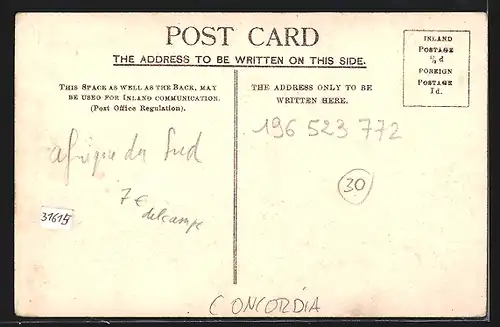 POST CARD
THE ADDRESS TO BE WRITTEN ON THIS SIDE.
INLAND
POSTAGE
½d
FOREIGN
POSTAGE
1d.
THIS SPACE AS WELL AS THE BACK, MAY
BE USED FOR INLAND COMMUNICATION.
(Post Office Regulation).
THE ADDRESS ONLY TO BE
WRITTEN HERE.
196 523 772
Afrique du Sud
30
7 €
delcampe
31615
CONCORDIA